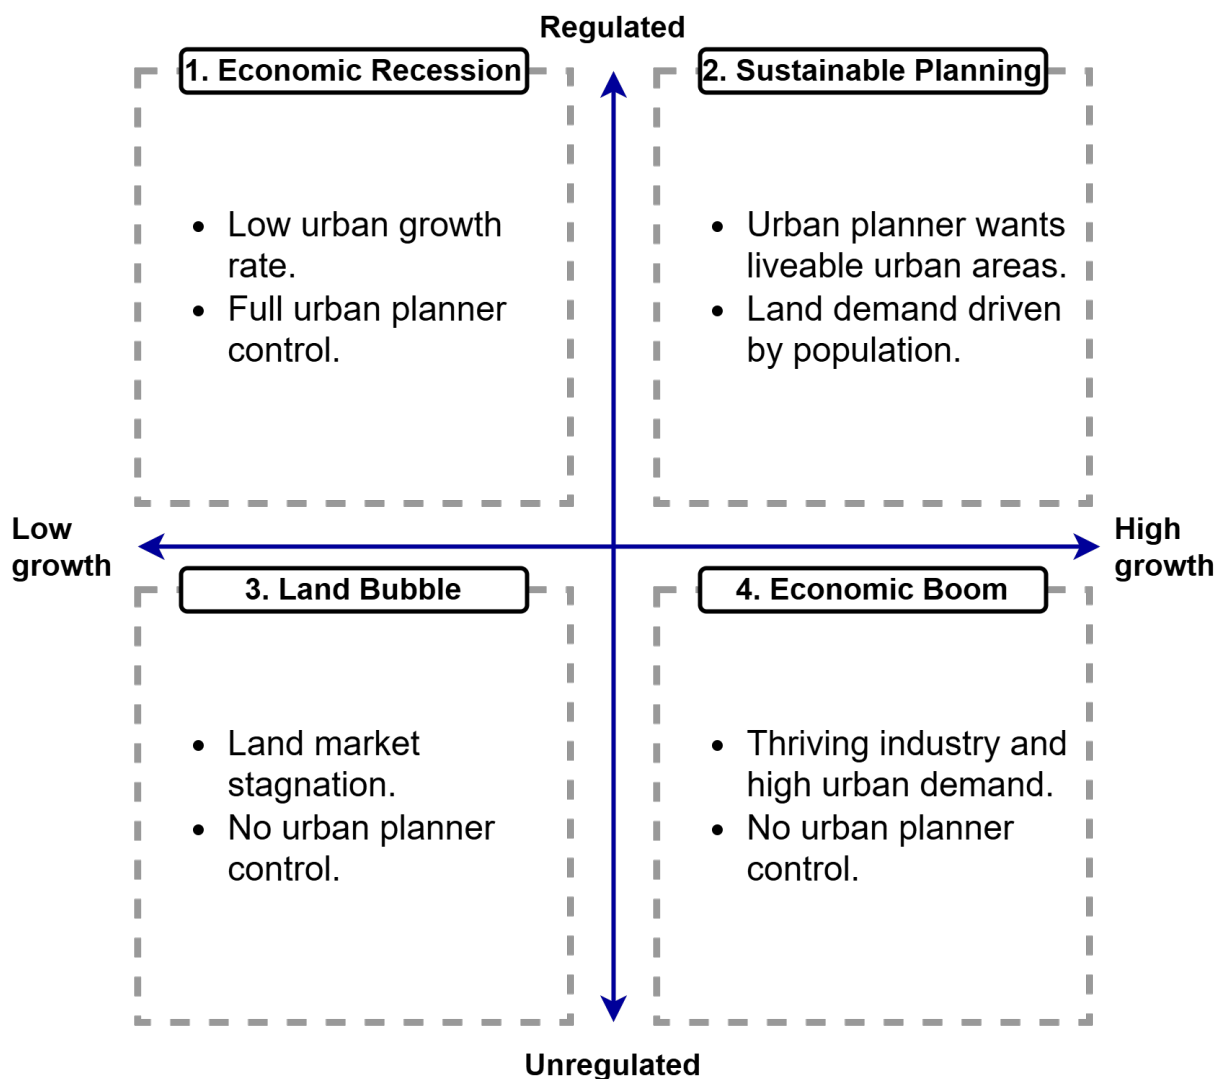 Regulated
1. Economic Recession
2. Sustainable Planning
• Low urban growth
rate.
• Full urban planner
control.
• Urban planner wants
liveable urban areas.
• Land demand driven
by population.
Low
growth
High
growth
3. Land Bubble
4. Economic Boom
• Land market
stagnation.
• No urban planner
control.
• Thriving industry and
high urban demand.
• No urban planner
control.
Unregulated